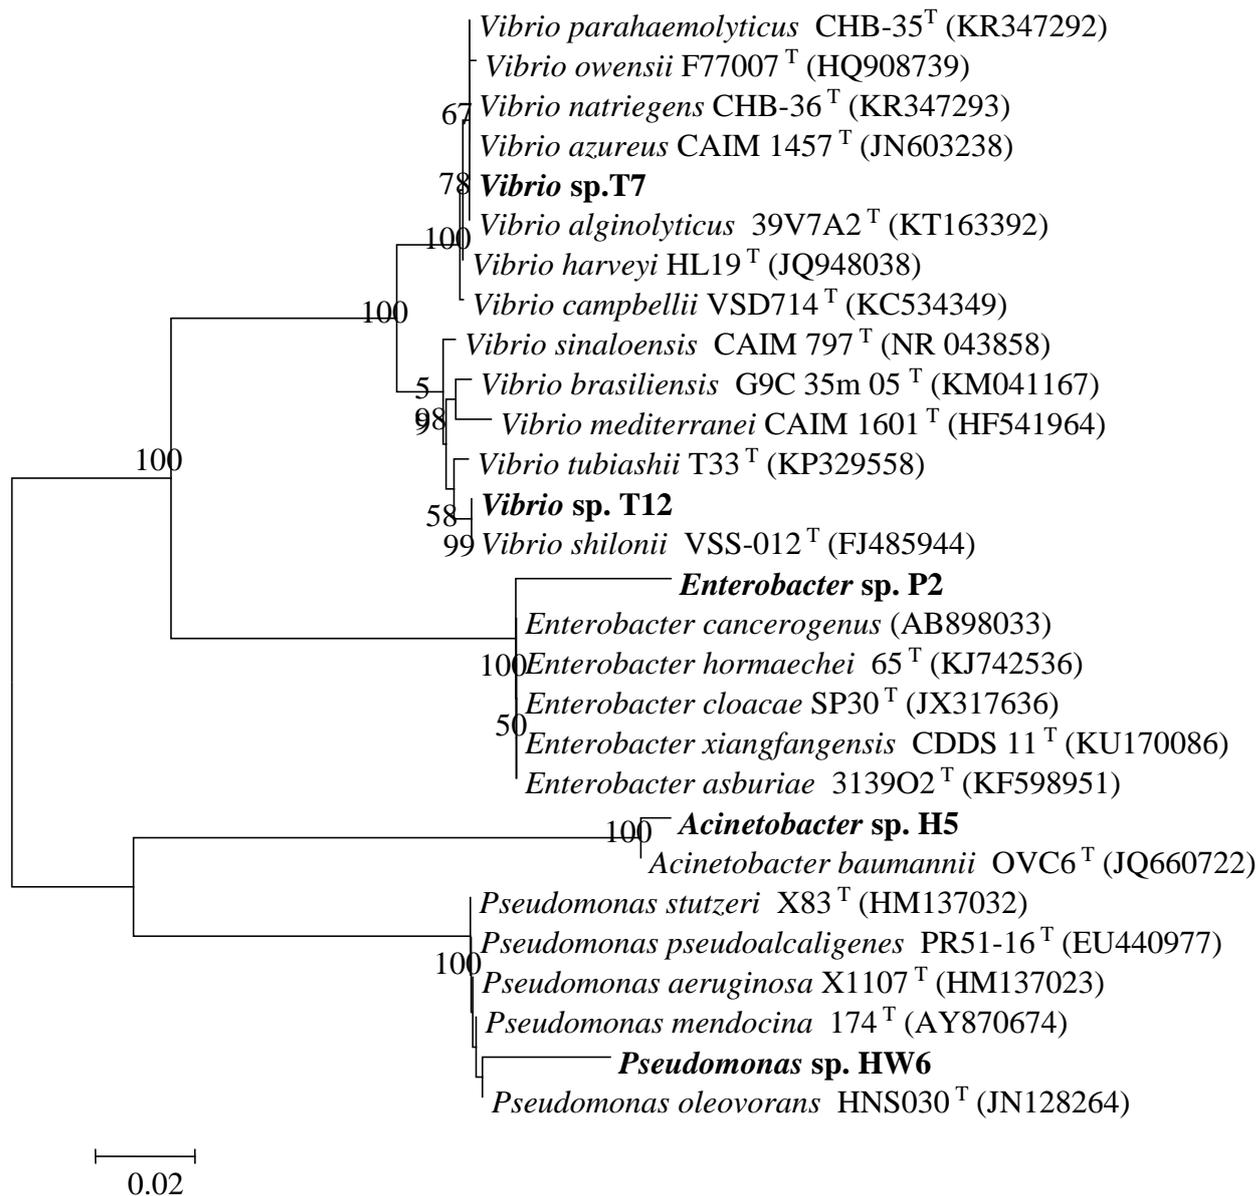 Vibrio parahaemolyticus CHB-35T (KR347292)
Vibrio owensii F77007 T (HQ908739)
67
Vibrio natriegens CHB-36 T (KR347293)
Vibrio azureus CAIM 1457 T (JN603238)
78
Vibrio sp.T7
Vibrio alginolyticus 39V7A2 T (KT163392)
100
Vibrio harveyi HL19 T (JQ948038)
100
Vibrio campbellii VSD714 T (KC534349)
Vibrio sinaloensis CAIM 797 T (NR 043858)
5
Vibrio brasiliensis G9C 35m 05 T (KM041167)
98
9
Vibrio mediterranei CAIM 1601 T (HF541964)
100
Vibrio tubiashii T33 T (KP329558)
Vibrio sp. T12
58
99
Vibrio shilonii VSS-012 T (FJ485944)
Enterobacter sp. P2
Enterobacter cancerogenus (AB898033)
100
Enterobacter hormaechei 65 T (KJ742536)
Enterobacter cloacae SP30 T (JX317636)
50
Enterobacter xiangfangensis CDDS 11 T (KU170086)
Enterobacter asburiae 3139O2 T (KF598951)
100
Acinetobacter sp. H5
Acinetobacter baumannii OVC6 T (JQ660722)
Pseudomonas stutzeri X83 T (HM137032)
Pseudomonas pseudoalcaligenes PR51-16 T (EU440977)
100
Pseudomonas aeruginosa X1107 T (HM137023)
Pseudomonas mendocina 174 T (AY870674)
Pseudomonas sp. HW6
Pseudomonas oleovorans HNS030 T (JN128264)
0.02